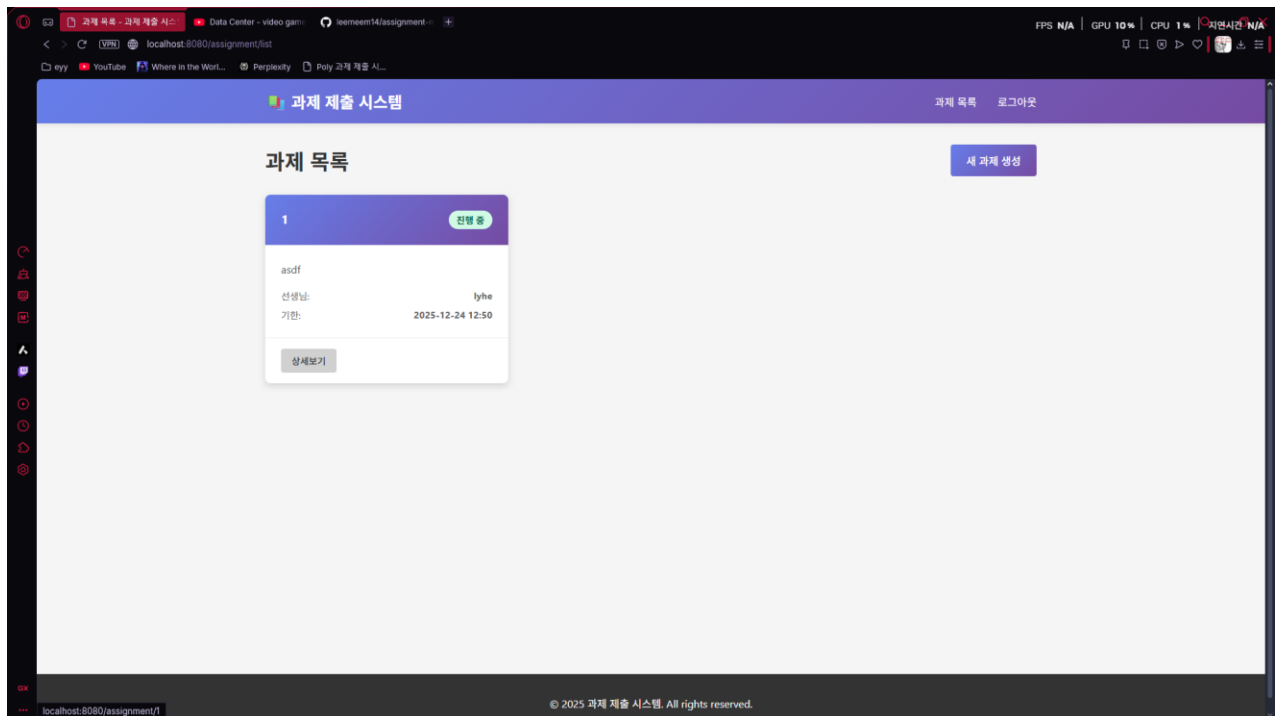 과제 목록 - 과제 제출 시스
Data Center - video game
leemeem14/assignment-
FPS N/A GPU 10% CPU 1% 지연시간 N/A
VPN localhost:8080/assignment/list
eyy YouTube Where in the Worl... Perplexity Poly 과제 제출 시...
과제 제출 시스템
과제 목록 로그아웃
과제 목록
새 과제 생성
1 진행 중
asdf
선생님: lyhe
기한: 2025-12-24 12:50
상세보기
GX
© 2025 과제 제출 시스템. All rights reserved.
localhost:8080/assignment/1